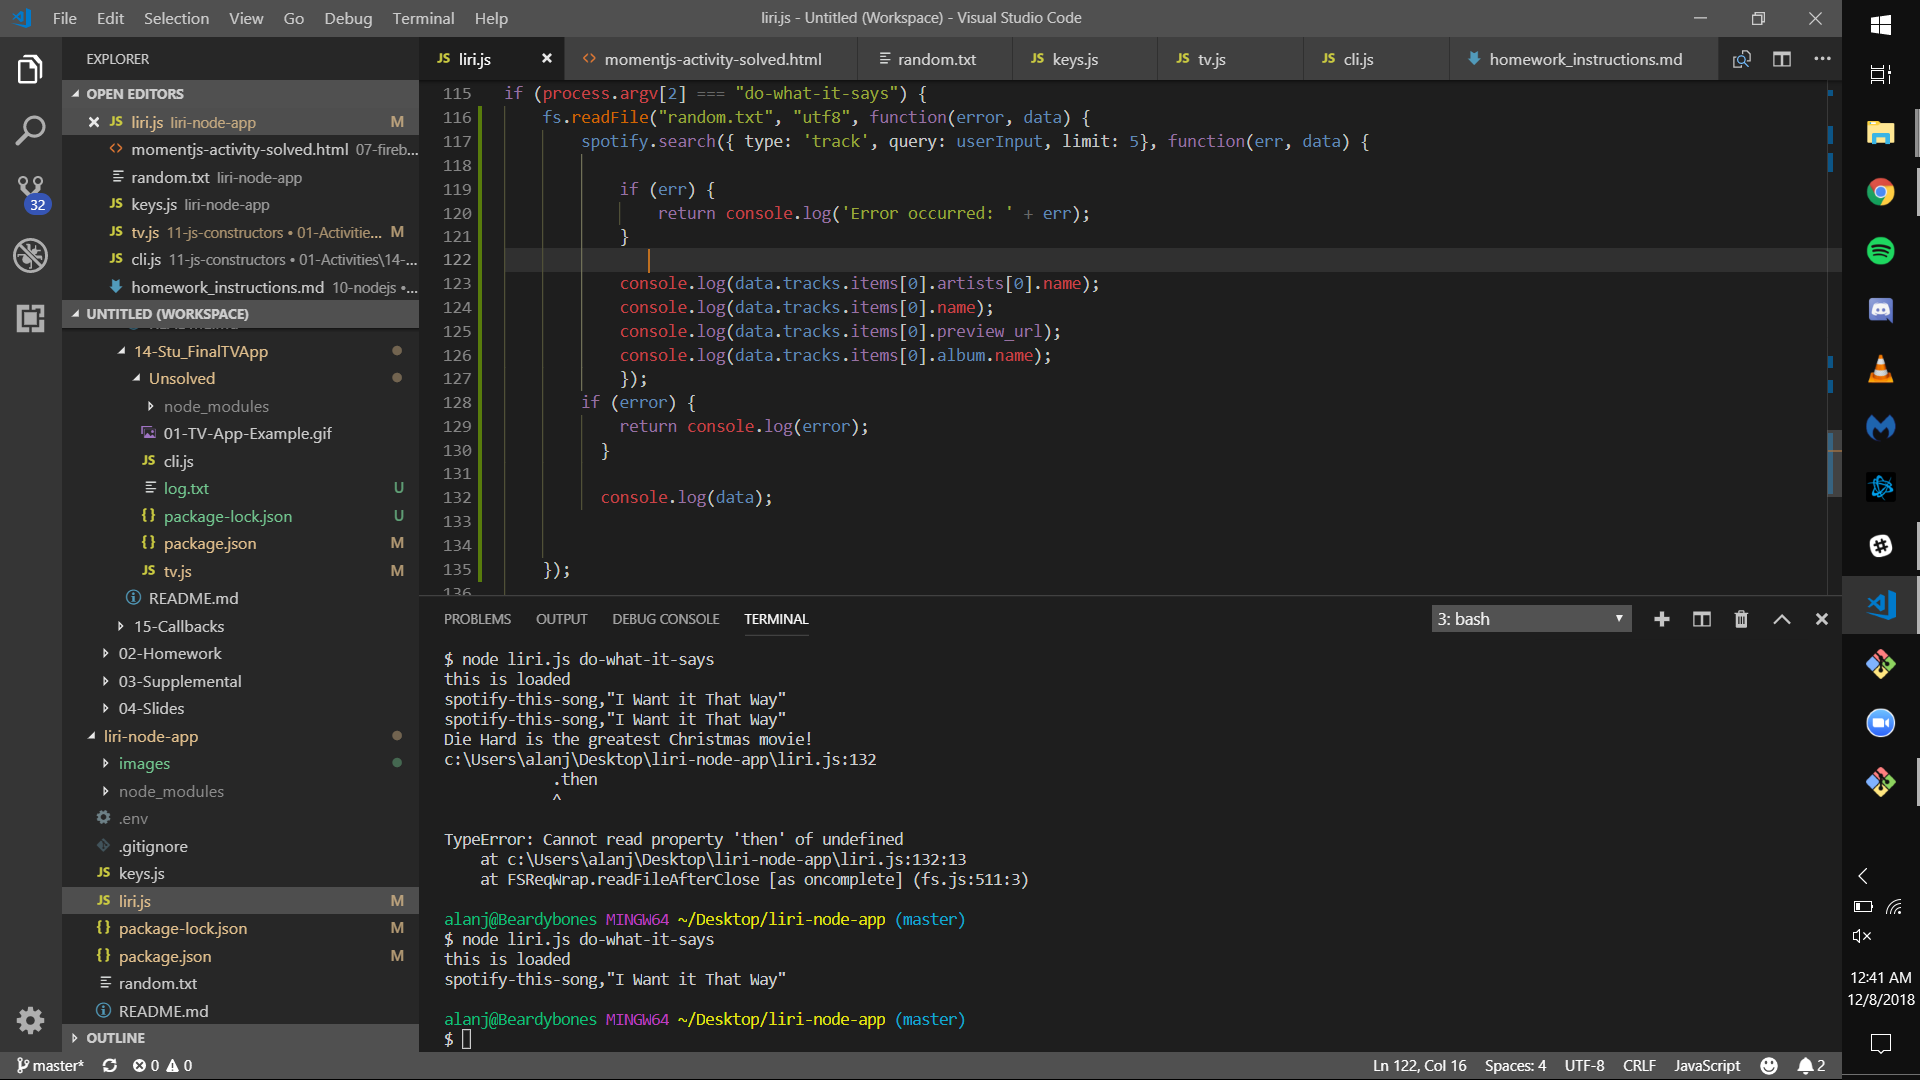 File Edit Selection View Go Debug Terminal Help
liri.js - Untitled (Workspace) - Visual Studio Code
EXPLORER
OPEN EDITORS
JS liri.js liri-node-app M
<> momentjs-activity-solved.html 07-fireb...
random.txt liri-node-app
JS keys.js liri-node-app
JS tv.js 11-js-constructors • 01-Activitie... M
JS cli.js 11-js-constructors • 01-Activities\14-...
homework_instructions.md 10-nodejs •...
32
UNTITLED (WORKSPACE)
14-Stu_FinalTVApp
Unsolved
node_modules
01-TV-App-Example.gif
JS cli.js
log.txt U
{} package-lock.json U
{} package.json M
JS tv.js M
README.md
15-Callbacks
02-Homework
03-Supplemental
04-Slides
liri-node-app
images
node_modules
.env
.gitignore
JS keys.js
JS liri.js M
{} package-lock.json M
{} package.json M
random.txt
README.md
OUTLINE
JS liri.js
<> momentjs-activity-solved.html
random.txt
JS keys.js
JS tv.js
JS cli.js
homework_instructions.md
115 if (process.argv[2] === "do-what-it-says") {
116 fs.readFile("random.txt", "utf8", function(error, data) {
117 spotify.search({ type: 'track', query: userInput, limit: 5}, function(err, data) {
118
119 if (err) {
120 return console.log('Error occurred: ' + err);
121 }
122
123 console.log(data.tracks.items[0].artists[0].name);
124 console.log(data.tracks.items[0].name);
125 console.log(data.tracks.items[0].preview_url);
126 console.log(data.tracks.items[0].album.name);
127 });
128 if (error) {
129 return console.log(error);
130 }
131
132 console.log(data);
133
134
135 });
136
PROBLEMS OUTPUT DEBUG CONSOLE TERMINAL
3: bash
$ node liri.js do-what-it-says
this is loaded
spotify-this-song,"I Want it That Way"
spotify-this-song,"I Want it That Way"
Die Hard is the greatest Christmas movie!
c:\Users\alanj\Desktop\liri-node-app\liri.js:132
.then
^
TypeError: Cannot read property 'then' of undefined
at c:\Users\alanj\Desktop\liri-node-app\liri.js:132:13
at FSReqWrap.readFileAfterClose [as oncomplete] (fs.js:511:3)
alanj@Beardybones MINGW64 ~/Desktop/liri-node-app (master)
$ node liri.js do-what-it-says
this is loaded
spotify-this-song,"I Want it That Way"
alanj@Beardybones MINGW64 ~/Desktop/liri-node-app (master)
$
master* 0 0
Ln 122, Col 16 Spaces: 4 UTF-8 CRLF JavaScript 2
12:41 AM
12/8/2018